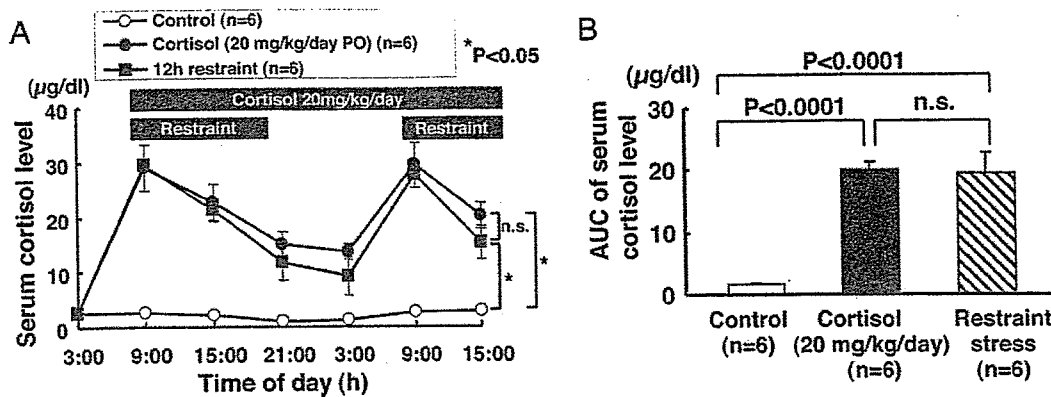 A
Control (n=6)
Cortisol (20 mg/kg/day PO) (n=6)
12h restraint (n=6)
*P<0.05
(µg/dl)
Cortisol 20mg/kg/day
Restraint
Restraint
40
30
20
10
0
Serum cortisol level
n.s.
*
*
3:00 9:00 15:00 21:00 3:00 9:00 15:00
Time of day (h)
B
(µg/dl)
P<0.0001
P<0.0001
n.s.
30
20
10
0
AUC of serum
cortisol level
Control
(n=6)
Cortisol
(20 mg/kg/day)
(n=6)
Restraint
stress
(n=6)